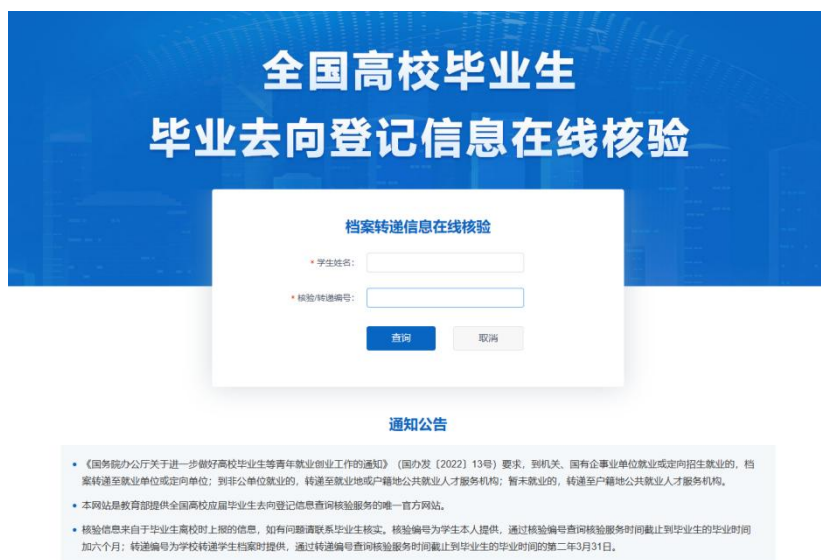 全国高校毕业生
毕业去向登记信息在线核验
档案转递信息在线核验
* 学生姓名:
* 核验/转递编号:
查询
取消
通知公告
• 《国务院办公厅关于进一步做好高校毕业生等青年就业创业工作的通知》（国办发〔2022〕13号）要求，到机关、国有企事业单位就业或定向招生就业的，档
案转递至就业单位或定向单位；到非公单位就业的，转递至就业地或户籍地公共就业人才服务机构；暂未就业的，转递至户籍地公共就业人才服务机构。
• 本网站是教育部提供全国高校应届毕业生去向登记信息查询核验服务的唯一官方网站。
• 核验信息来自于毕业生离校时上报的信息，如有问题请联系毕业生核实。核验编号为学生本人提供，通过核验编号查询核验服务时间截止到毕业生的毕业时间
加六个月；转递编号为学校转递学生档案时提供，通过转递编号查询核验服务时间截止到毕业生的毕业时间的第二年3月31日。